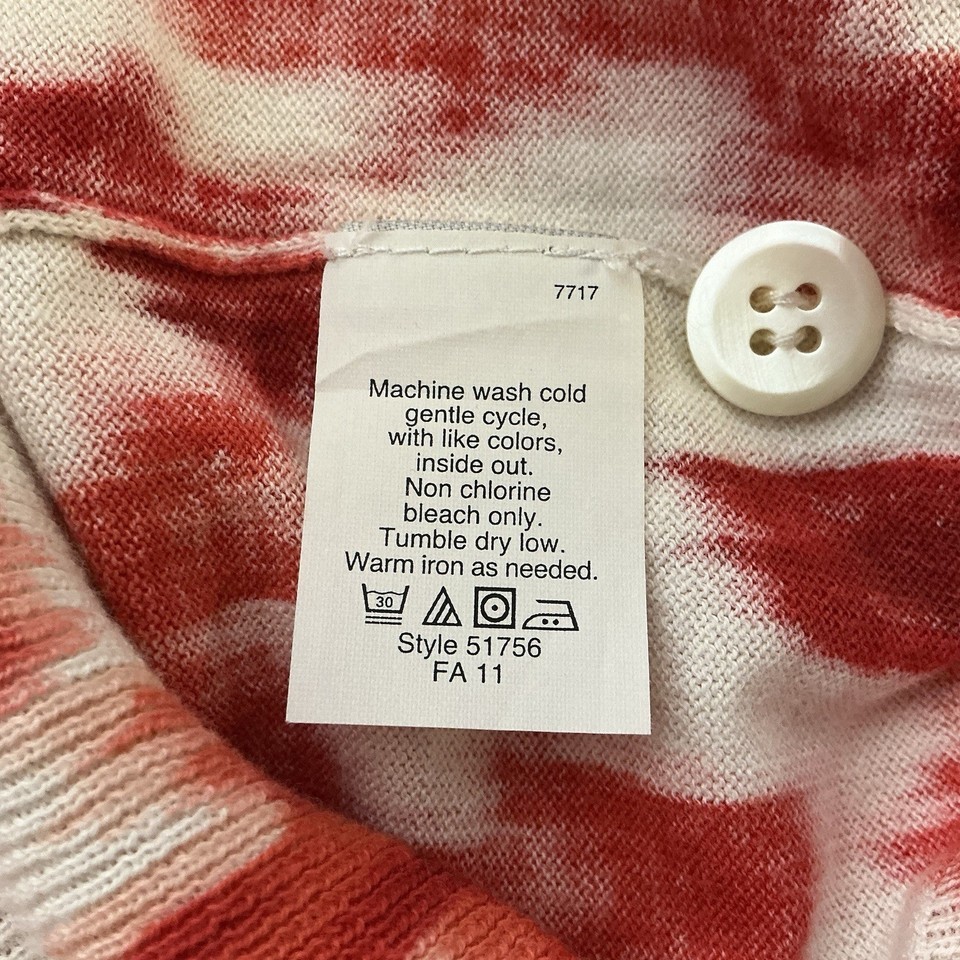 7717
Machine wash cold
gentle cycle,
with like colors,
inside out.
Non chlorine
bleach only.
Tumble dry low.
Warm iron as needed.
30
Style 51756
FA 11